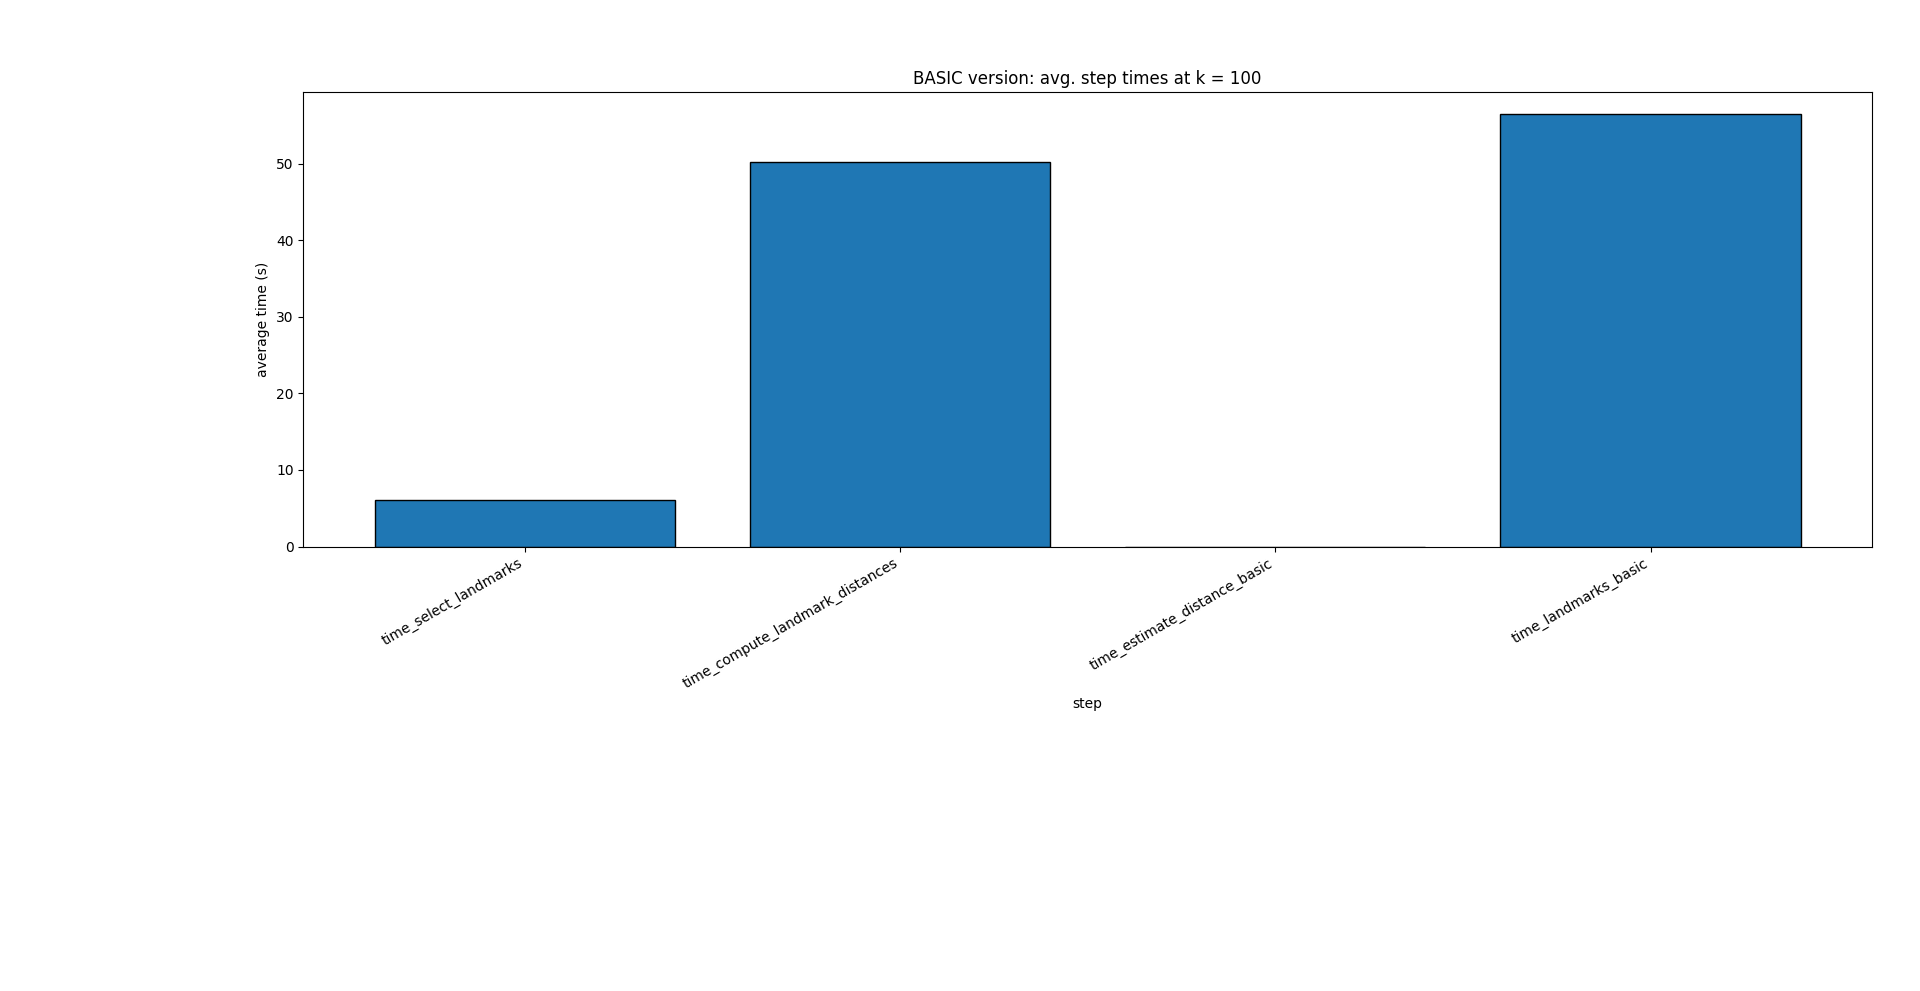 BASIC version: avg. step times at k = 100
average time (s)
50
40
30
20
10
0
time_select_landmarks
time_compute_landmark_distances
time_estimate_distance_basic
time_landmarks_basic
step